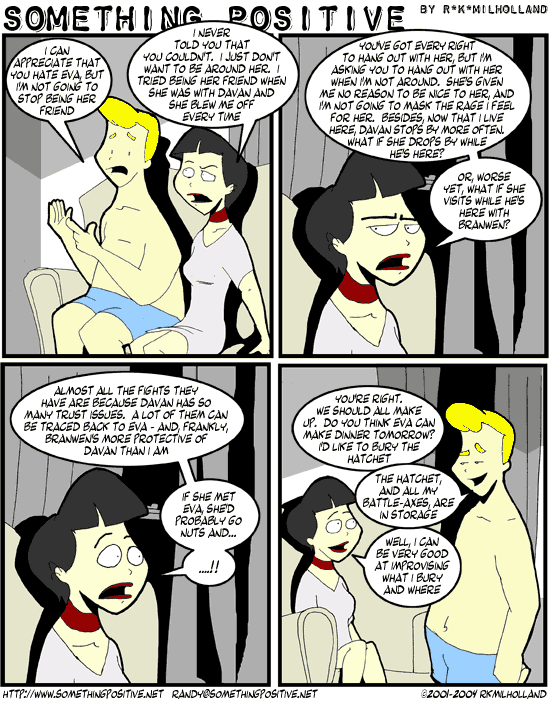 SOMETHING POSITIVE
BY R*K*MILHOLLAND
I CAN
APPRECIATE THAT
YOU HATE EVA, BUT
I'M NOT GOING TO
STOP BEING HER
FRIEND
I NEVER
TOLD YOU THAT
YOU COULDN'T. I JUST DON'T
WANT TO BE AROUND HER. I
TRIED BEING HER FRIEND WHEN
SHE WAS WITH DAVAN AND
SHE BLEW ME OFF
EVERY TIME
YOU'VE GOT EVERY RIGHT
TO HANG OUT WITH HER, BUT I'M
ASKING YOU TO HANG OUT WITH HER
WHEN I'M NOT AROUND. SHE'S GIVEN
ME NO REASON TO BE NICE TO HER, AND
I'M NOT GOING TO MASK THE RAGE I FEEL
FOR HER. BESIDES, NOW THAT I LIVE
HERE, DAVAN STOPS BY MORE OFTEN.
WHAT IF SHE DROPS BY WHILE
HE'S HERE?
OR, WORSE
YET, WHAT IF SHE
VISITS WHILE HE'S
HERE WITH
BRANWEN?
ALMOST ALL THE FIGHTS THEY
HAVE ARE BECAUSE DAVAN HAS SO
MANY TRUST ISSUES. A LOT OF THEM CAN
BE TRACED BACK TO EVA - AND, FRANKLY,
BRANWEN'S MORE PROTECTIVE OF
DAVAN THAN I AM
IF SHE MET
EVA, SHE'D
PROBABLY GO
NUTS AND...
....!!
YOU'RE RIGHT.
WE SHOULD ALL MAKE
UP. DO YOU THINK EVA CAN
MAKE DINNER TOMORROW?
I'D LIKE TO BURY THE
HATCHET
THE HATCHET,
AND ALL MY
BATTLE-AXES, ARE
IN STORAGE
WELL, I CAN
BE VERY GOOD
AT IMPROVISING
WHAT I BURY
AND WHERE
HTTP://WWW.SOMETHINGPOSITIVE.NET RANDY@SOMETHINGPOSITIVE.NET
©2001-2004 RKMILHOLLAND